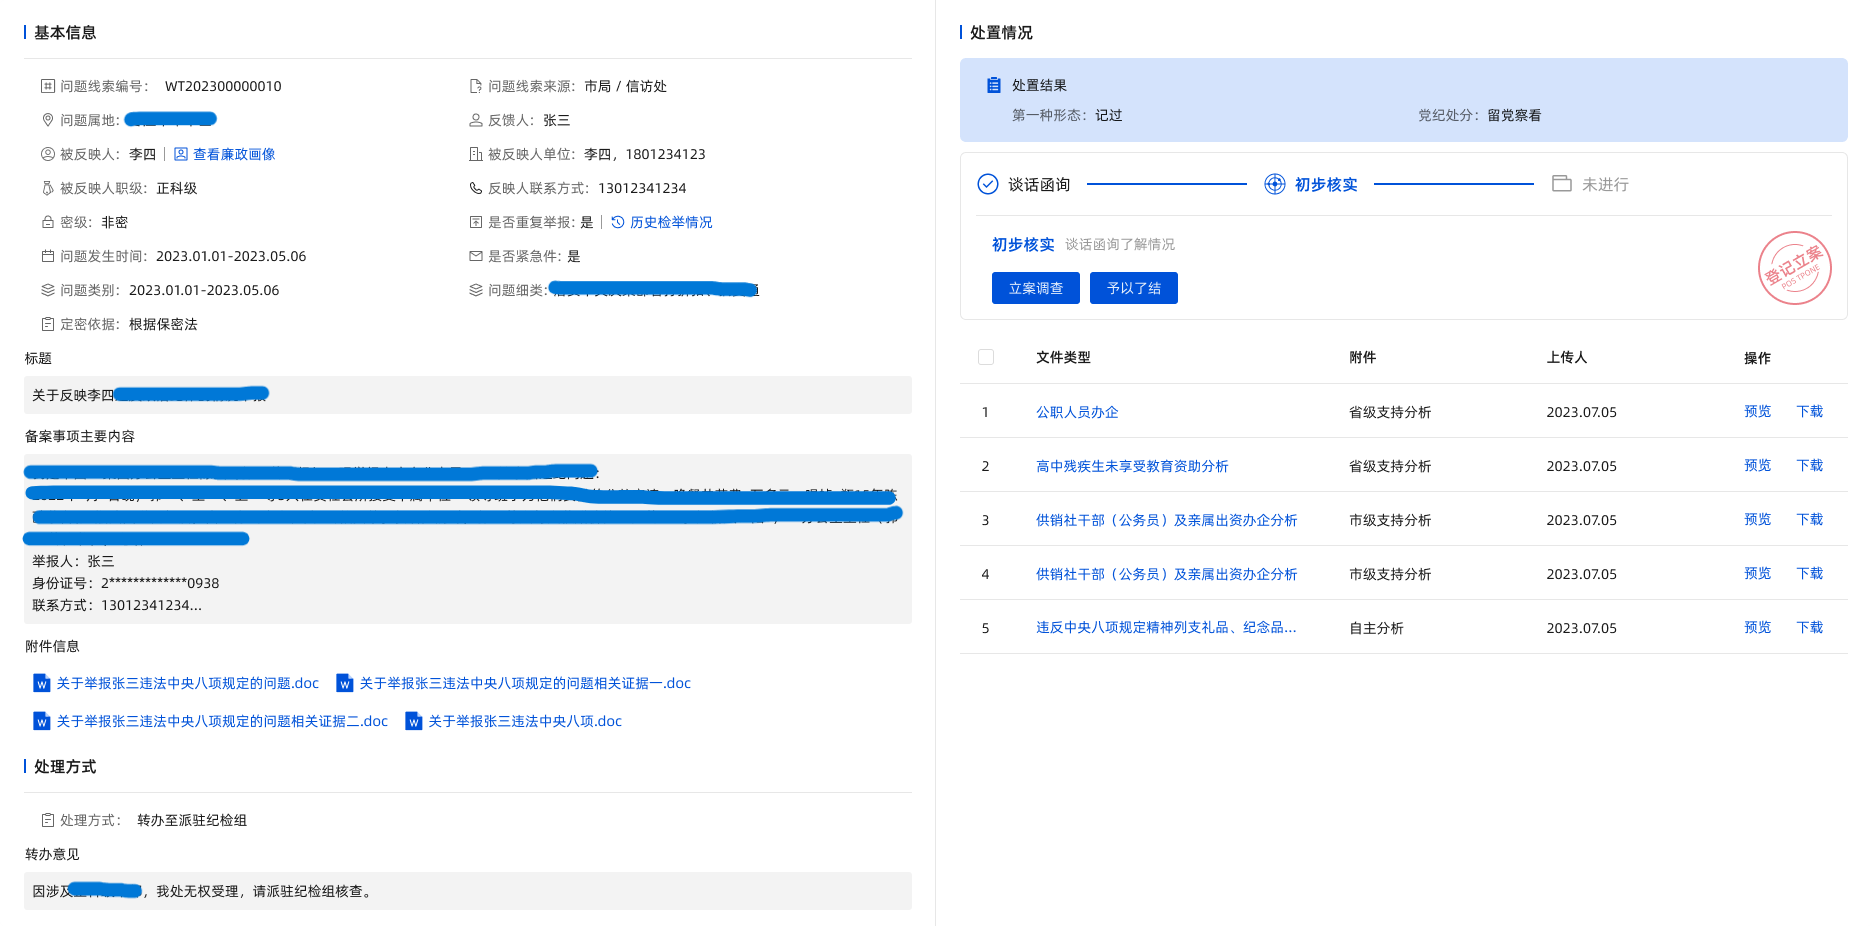 基本信息
问题线索编号： WT202300000010
问题线索来源：市局 / 信访处
问题属地：
反馈人：张三
被反映人：李四 查看廉政画像
被反映人单位：李四，1801234123
被反映人职级：正科级
反映人联系方式：13012341234
密级：非密
是否重复举报: 是 历史检举情况
问题发生时间：2023.01.01-2023.05.06
是否紧急件: 是
问题类别：2023.01.01-2023.05.06
问题细类:
定密依据：根据保密法
标题
关于反映李四
备案事项主要内容
举报人：张三
身份证号：2*************0938
联系方式：13012341234...
附件信息
关于举报张三违法中央八项规定的问题.doc 关于举报张三违法中央八项规定的问题相关证据一.doc
关于举报张三违法中央八项规定的问题相关证据二.doc 关于举报张三违法中央八项.doc
处理方式
处理方式： 转办至派驻纪检组
转办意见
因涉及 ，我处无权受理，请派驻纪检组核查。
处置情况
处置结果
第一种形态：记过 党纪处分：留党察看
谈话函询 初步核实 未进行
初步核实 谈话函询了解情况
立案调查 予以了结
登记立案
POSTPONE
文件类型 附件 上传人 操作
1 公职人员办企 省级支持分析 2023.07.05 预览 下载
2 高中残疾生未享受教育资助分析 省级支持分析 2023.07.05 预览 下载
3 供销社干部（公务员）及亲属出资办企分析 市级支持分析 2023.07.05 预览 下载
4 供销社干部（公务员）及亲属出资办企分析 市级支持分析 2023.07.05 预览 下载
5 违反中央八项规定精神列支礼品、纪念品... 自主分析 2023.07.05 预览 下载